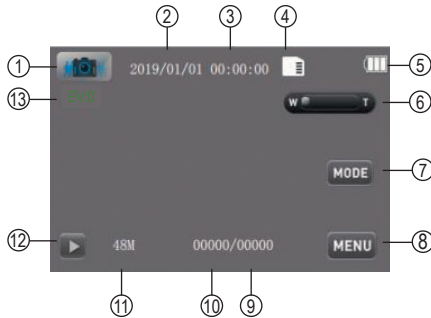 ② ③ ④
① 2019/01/01 00:00:00 ⑤
⑬ W T ⑥
MODE ⑦
⑫ 48M 00000/00000 MENU ⑧
⑪ ⑩ ⑨